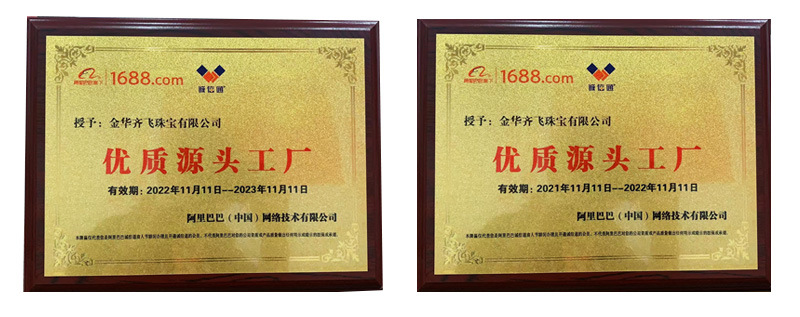 阿里巴巴旗下 1688.com 诚信通
授予：金华齐飞珠宝有限公司
优质源头工厂
有效期：2022年11月11日--2023年11月11日
阿里巴巴（中国）网络技术有限公司
1688.com 诚信通
授予：金华齐飞珠宝有限公司
优质源头工厂
有效期：2021年11月11日--2022年11月11日
阿里巴巴（中国）网络技术有限公司